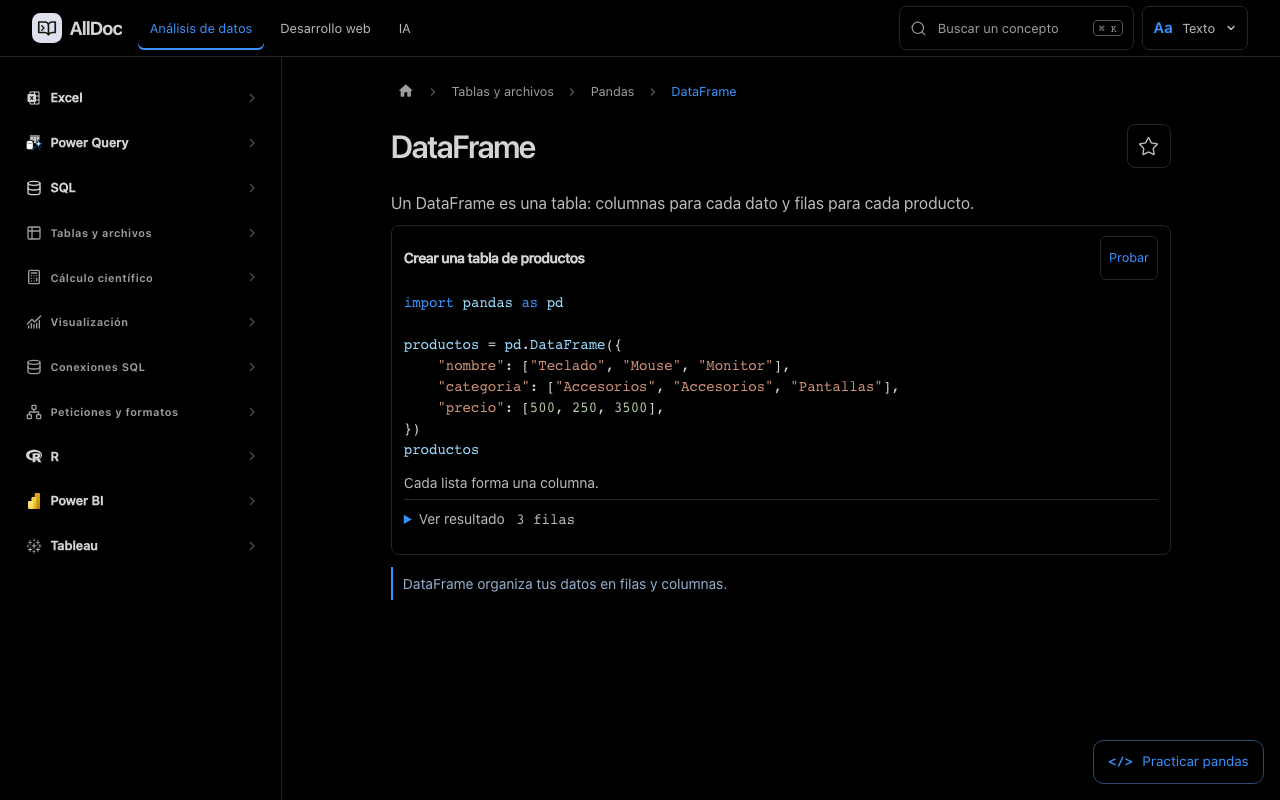 AllDoc
Análisis de datos
Desarrollo web
IA
Buscar un concepto
⌘ K
Aa Texto
Excel
Power Query
SQL
Tablas y archivos
Cálculo científico
Visualización
Conexiones SQL
Peticiones y formatos
R
Power BI
Tableau
Tablas y archivos
Pandas
DataFrame
DataFrame
Un DataFrame es una tabla: columnas para cada dato y filas para cada producto.
Crear una tabla de productos
Probar
import pandas as pd
productos = pd.DataFrame({
    "nombre": ["Teclado", "Mouse", "Monitor"],
    "categoria": ["Accesorios", "Accesorios", "Pantallas"],
    "precio": [500, 250, 3500],
})
productos
Cada lista forma una columna.
Ver resultado 3 filas
DataFrame organiza tus datos en filas y columnas.
</> Practicar pandas